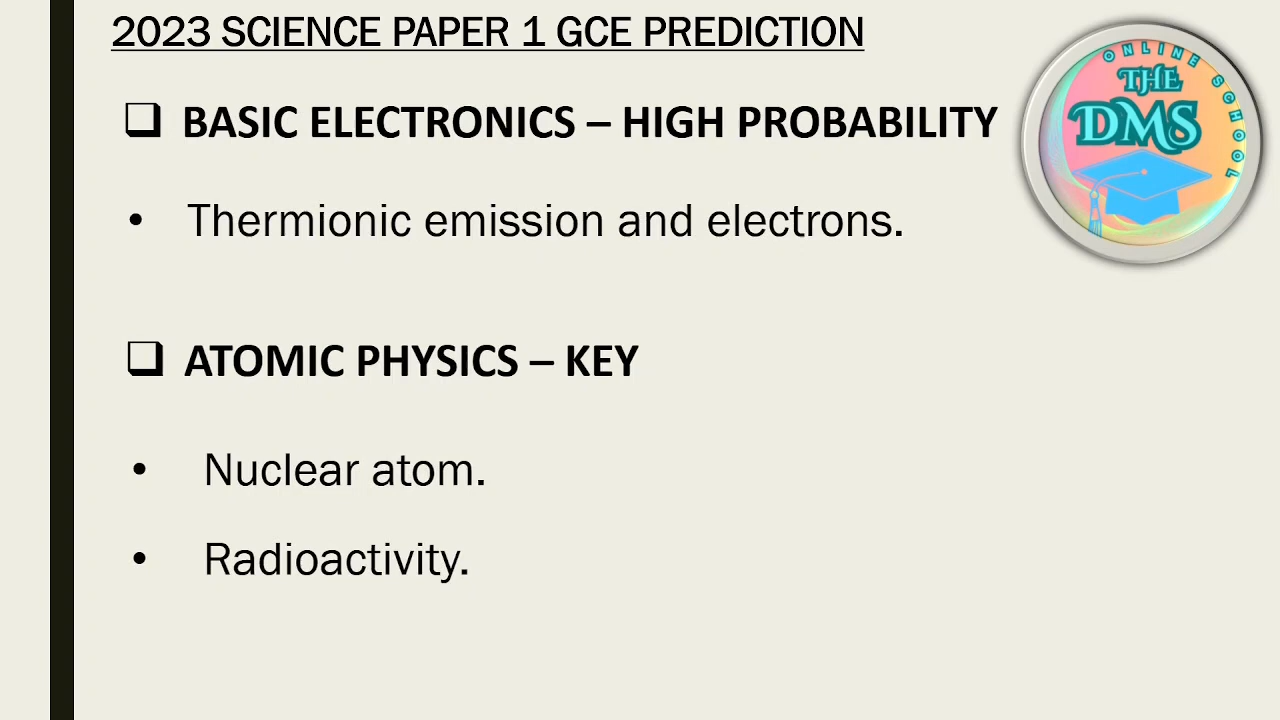 2023 SCIENCE PAPER 1 GCE PREDICTION
❑ BASIC ELECTRONICS – HIGH PROBABILITY
• Thermionic emission and electrons.
❑ ATOMIC PHYSICS – KEY
• Nuclear atom.
• Radioactivity.
ONLINE SCHOOL
THE
DMS